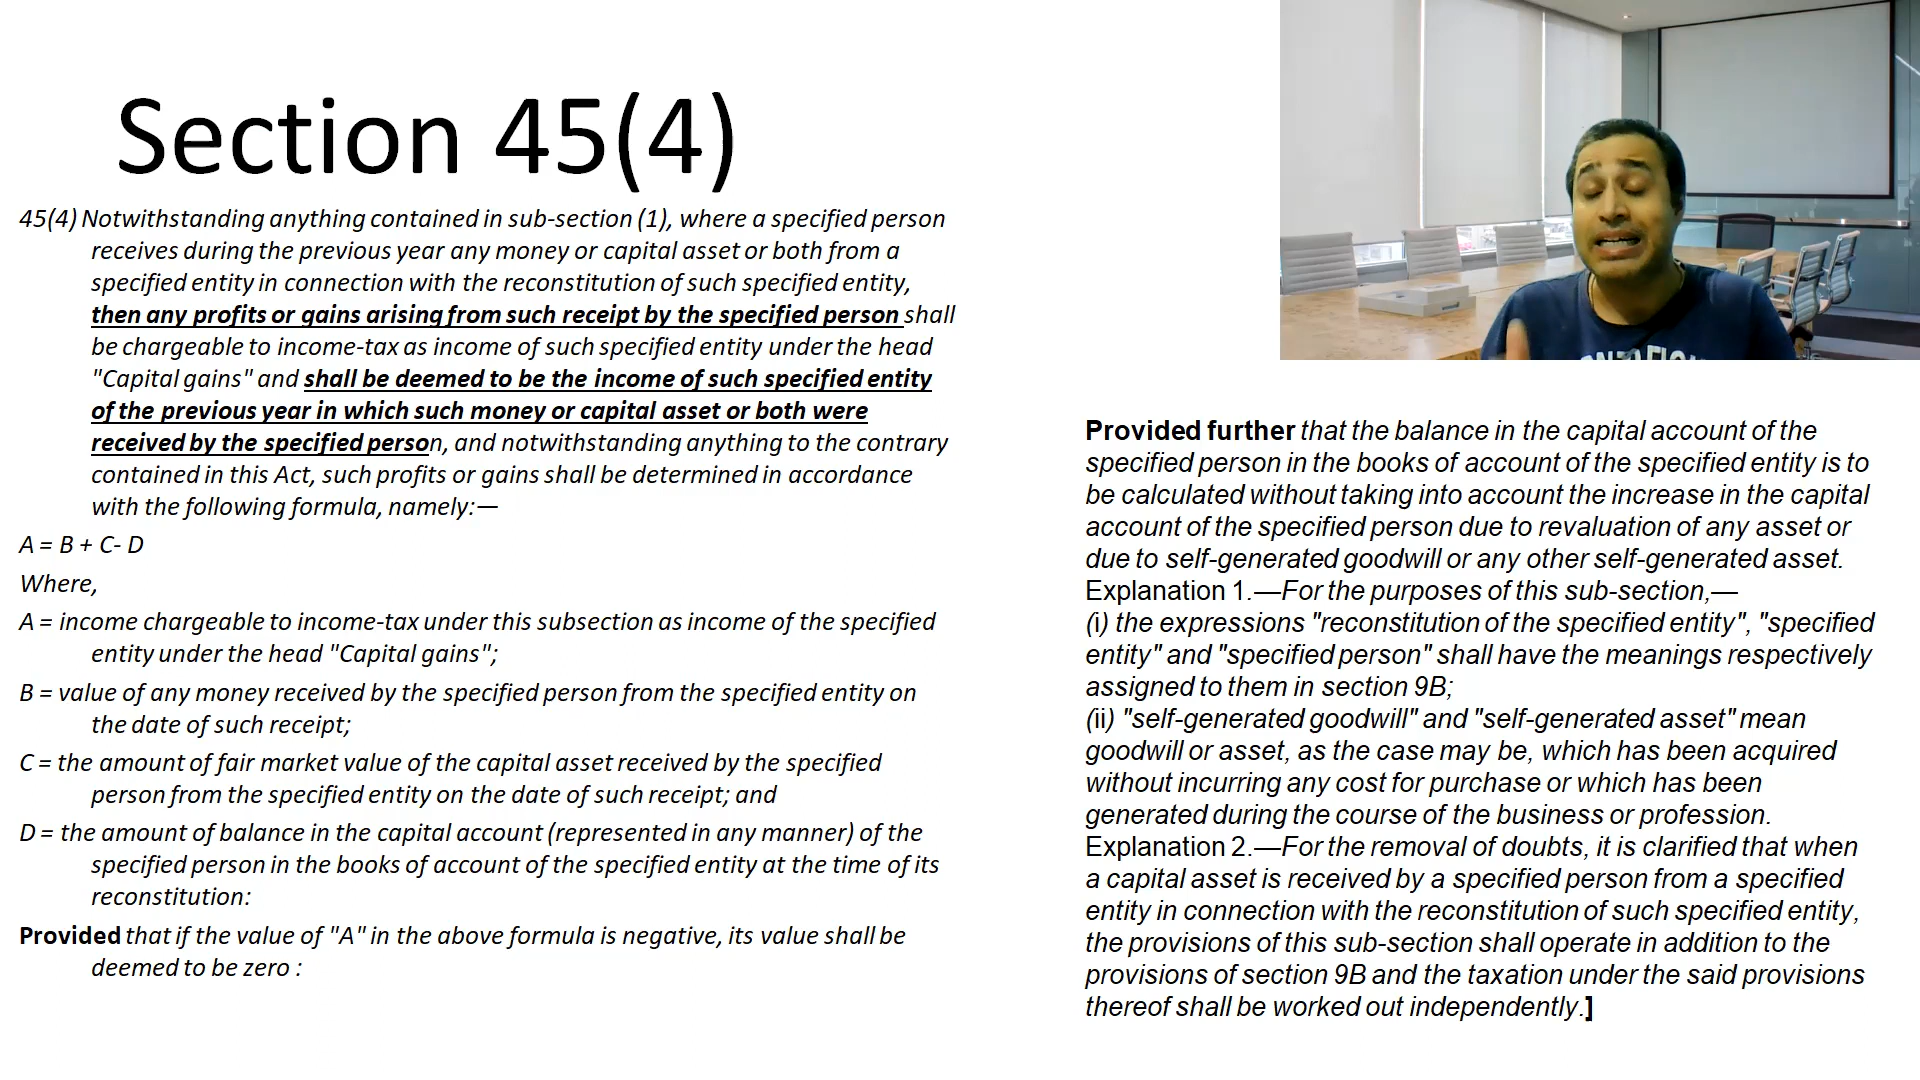 Section 45(4)
45(4) Notwithstanding anything contained in sub-section (1), where a specified person
receives during the previous year any money or capital asset or both from a
specified entity in connection with the reconstitution of such specified entity,
then any profits or gains arising from such receipt by the specified person shall
be chargeable to income-tax as income of such specified entity under the head
"Capital gains" and shall be deemed to be the income of such specified entity
of the previous year in which such money or capital asset or both were
received by the specified person, and notwithstanding anything to the contrary
contained in this Act, such profits or gains shall be determined in accordance
with the following formula, namely:—
A = B + C- D
Where,
A = income chargeable to income-tax under this subsection as income of the specified
entity under the head "Capital gains";
B = value of any money received by the specified person from the specified entity on
the date of such receipt;
C = the amount of fair market value of the capital asset received by the specified
person from the specified entity on the date of such receipt; and
D = the amount of balance in the capital account (represented in any manner) of the
specified person in the books of account of the specified entity at the time of its
reconstitution:
Provided that if the value of "A" in the above formula is negative, its value shall be
deemed to be zero :
Provided further that the balance in the capital account of the
specified person in the books of account of the specified entity is to
be calculated without taking into account the increase in the capital
account of the specified person due to revaluation of any asset or
due to self-generated goodwill or any other self-generated asset.
Explanation 1.—For the purposes of this sub-section,—
(i) the expressions "reconstitution of the specified entity", "specified
entity" and "specified person" shall have the meanings respectively
assigned to them in section 9B;
(ii) "self-generated goodwill" and "self-generated asset" mean
goodwill or asset, as the case may be, which has been acquired
without incurring any cost for purchase or which has been
generated during the course of the business or profession.
Explanation 2.—For the removal of doubts, it is clarified that when
a capital asset is received by a specified person from a specified
entity in connection with the reconstitution of such specified entity,
the provisions of this sub-section shall operate in addition to the
provisions of section 9B and the taxation under the said provisions
thereof shall be worked out independently.]